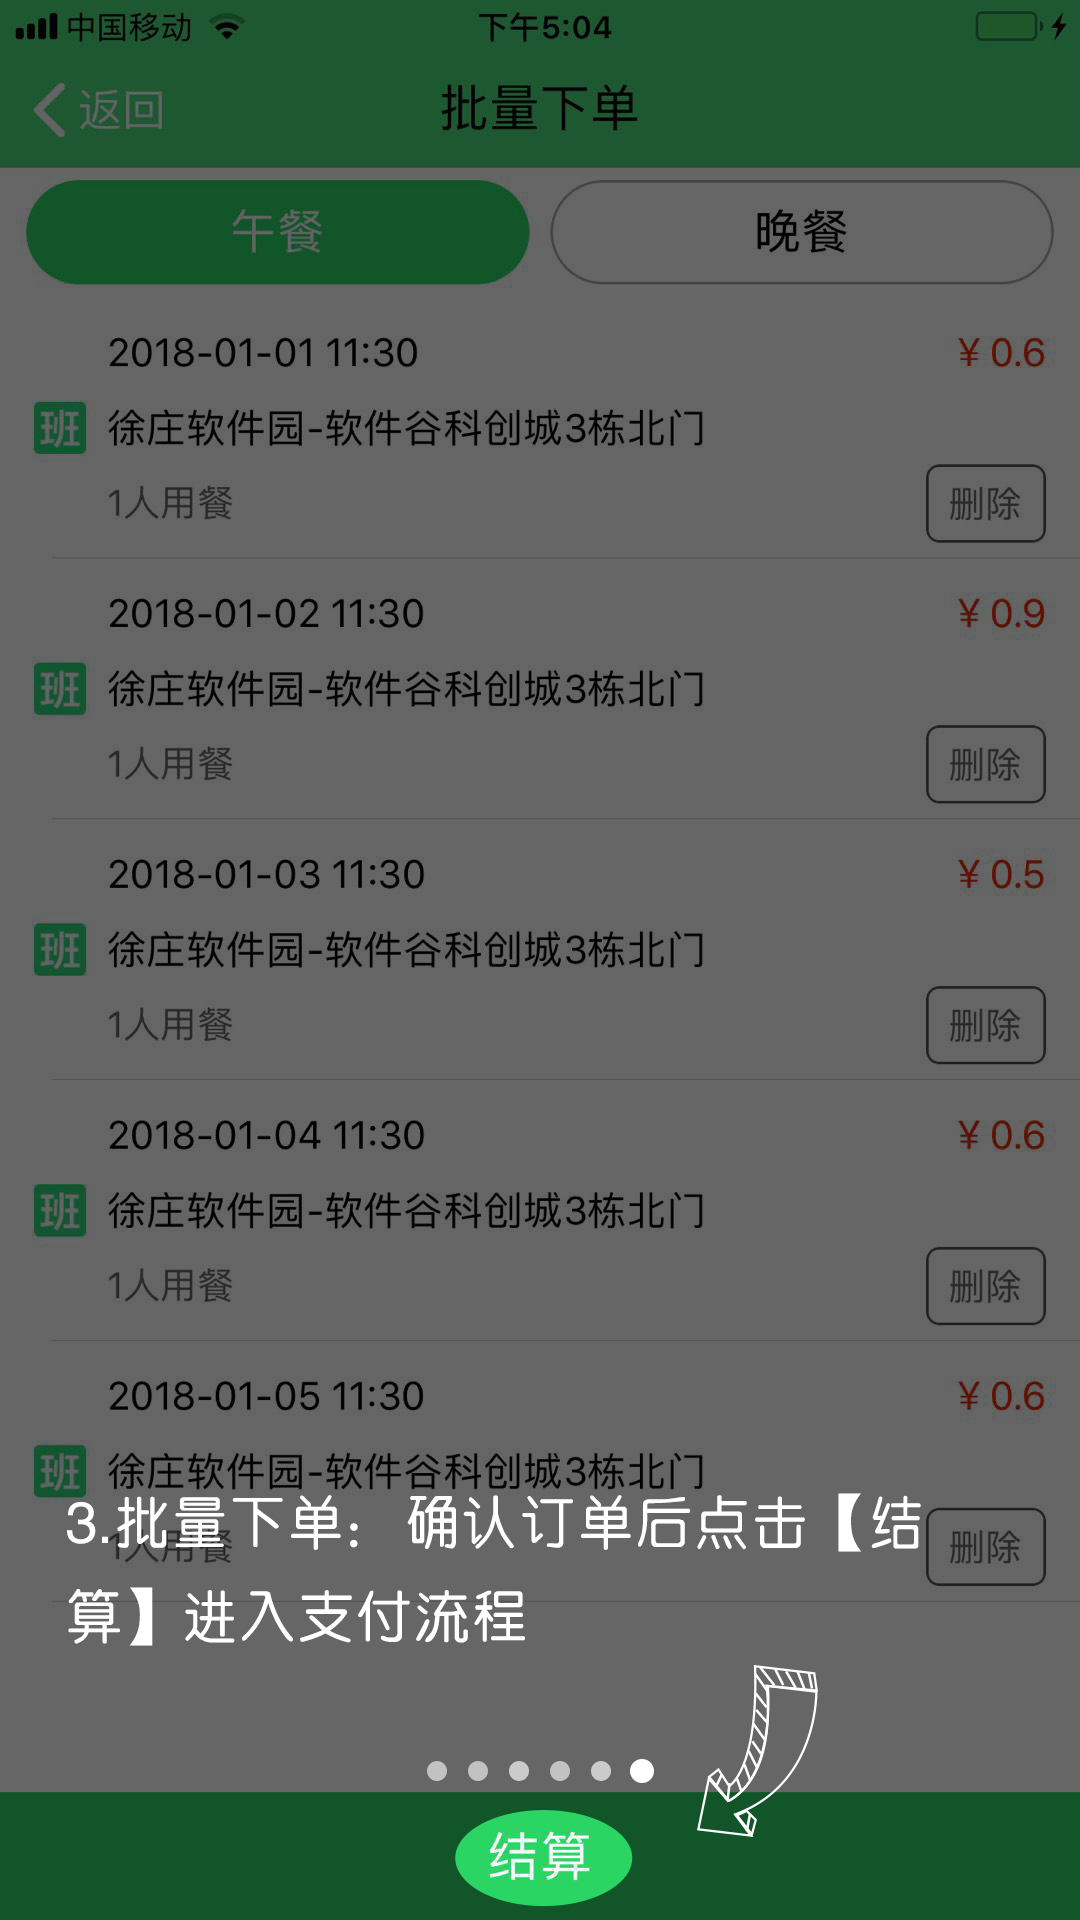 中国移动 下午5:04
返回 批量下单
午餐 晚餐
2018-01-01 11:30 ¥ 0.6
班 徐庄软件园-软件谷科创城3栋北门
1人用餐 删除
2018-01-02 11:30 ¥ 0.9
班 徐庄软件园-软件谷科创城3栋北门
1人用餐 删除
2018-01-03 11:30 ¥ 0.5
班 徐庄软件园-软件谷科创城3栋北门
1人用餐 删除
2018-01-04 11:30 ¥ 0.6
班 徐庄软件园-软件谷科创城3栋北门
1人用餐 删除
2018-01-05 11:30 ¥ 0.6
班 徐庄软件园-软件谷科创城3栋北门
1人用餐 删除
3.批量下单：确认订单后点击【结
算】进入支付流程
结算